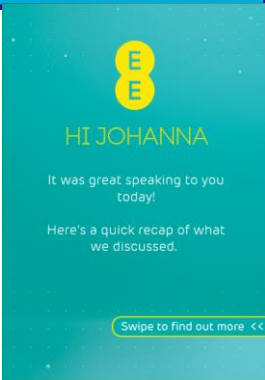 E
E
HI JOHANNA
It was great speaking to you
today!
Here's a quick recap of what
we discussed.
Swipe to find out more <<